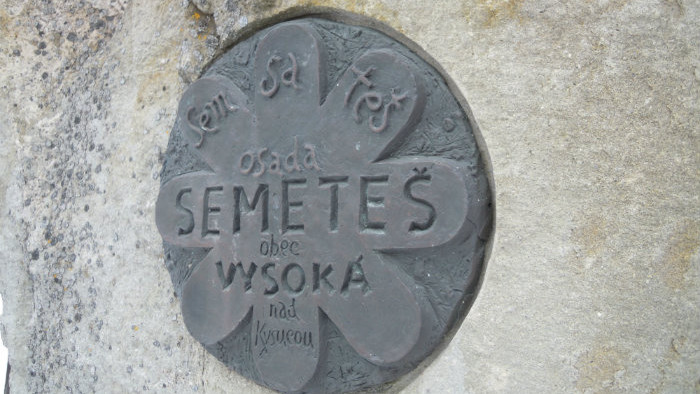 Sem sa teš
osada
SEMETEŠ
obec
VYSOKÁ
nad
Kysucou